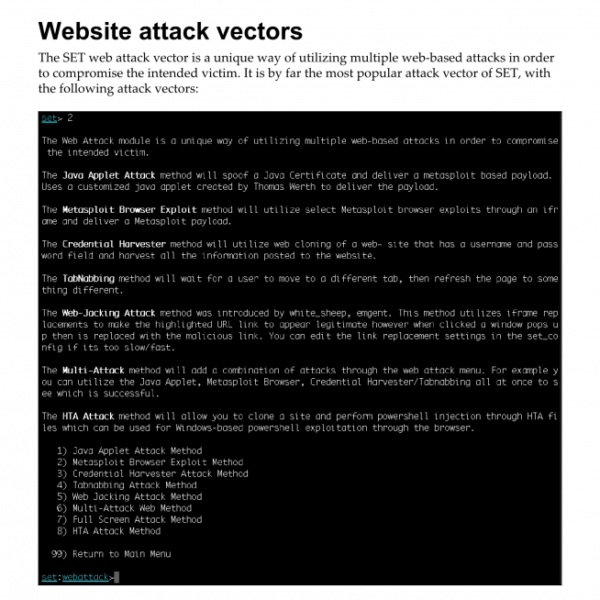 Website attack vectors
The SET web attack vector is a unique way of utilizing multiple web-based attacks in order
to compromise the intended victim. It is by far the most popular attack vector of SET, with
the following attack vectors:
set> 2
The Web Attack module is a unique way of utilizing multiple web-based attacks in order to compromise
the intended victim.
The Java Applet Attack method will spoof a Java Certificate and deliver a metasploit based payload.
Uses a customized java applet created by Thomas Werth to deliver the payload.
The Metasploit Browser Exploit method will utilize select Metasploit browser exploits through an ifr
ame and deliver a Metasploit payload.
The Credential Harvester method will utilize web cloning of a web- site that has a username and pass
word field and harvest all the information posted to the website.
The TabNabbing method will wait for a user to move to a different tab, then refresh the page to some
thing different.
The Web-Jacking Attack method was introduced by white_sheep, emgent. This method utilizes iframe rep
lacements to make the highlighted URL link to appear legitimate however when clicked a window pops u
p then is replaced with the malicious link. You can edit the link replacement settings in the set_co
nfig if its too slow/fast.
The Multi-Attack method will add a combination of attacks through the web attack menu. For example y
ou can utilize the Java Applet, Metasploit Browser, Credential Harvester/Tabnabbing all at once to s
ee which is successful.
The HTA Attack method will allow you to clone a site and perform powershell injection through HTA fi
les which can be used for Windows-based powershell exploitation through the browser.
1) Java Applet Attack Method
2) Metasploit Browser Exploit Method
3) Credential Harvester Attack Method
4) Tabnabbing Attack Method
5) Web Jacking Attack Method
6) Multi-Attack Web Method
7) Full Screen Attack Method
8) HTA Attack Method
99) Return to Main Menu
set:webattack>